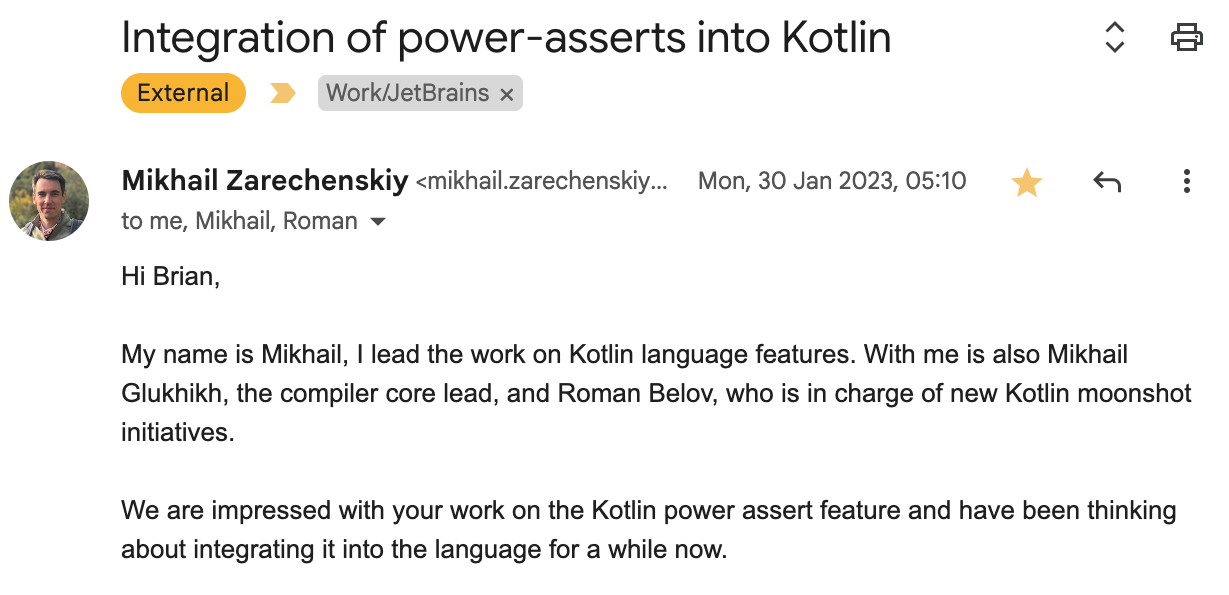 Integration of power-asserts into Kotlin
External Work/JetBrains ×
Mikhail Zarechenskiy <mikhail.zarechenskiy... Mon, 30 Jan 2023, 05:10
to me, Mikhail, Roman
Hi Brian,
My name is Mikhail, I lead the work on Kotlin language features. With me is also Mikhail
Glukhikh, the compiler core lead, and Roman Belov, who is in charge of new Kotlin moonshot
initiatives.
We are impressed with your work on the Kotlin power assert feature and have been thinking
about integrating it into the language for a while now.